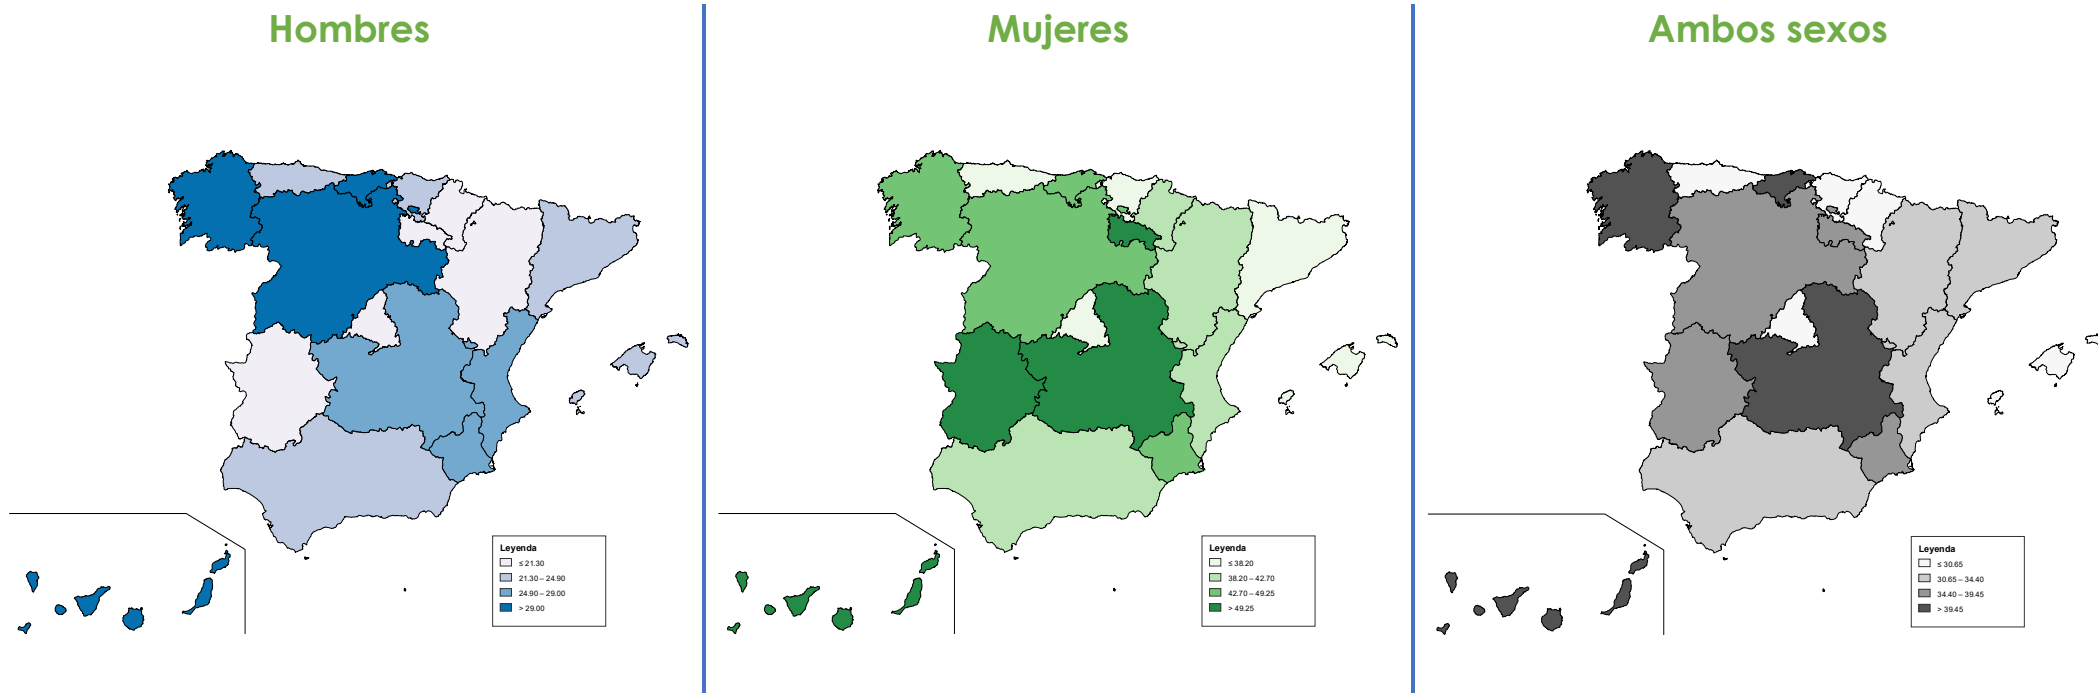 Hombres
Mujeres
Ambos sexos
Leyenda
≤ 21.30
21.30 – 24.90
24.90 – 29.00
> 29.00
Leyenda
≤ 38.20
38.20 – 42.70
42.70 – 49.25
> 49.25
Leyenda
≤ 30.65
30.65 – 34.40
34.40 – 39.45
> 39.45